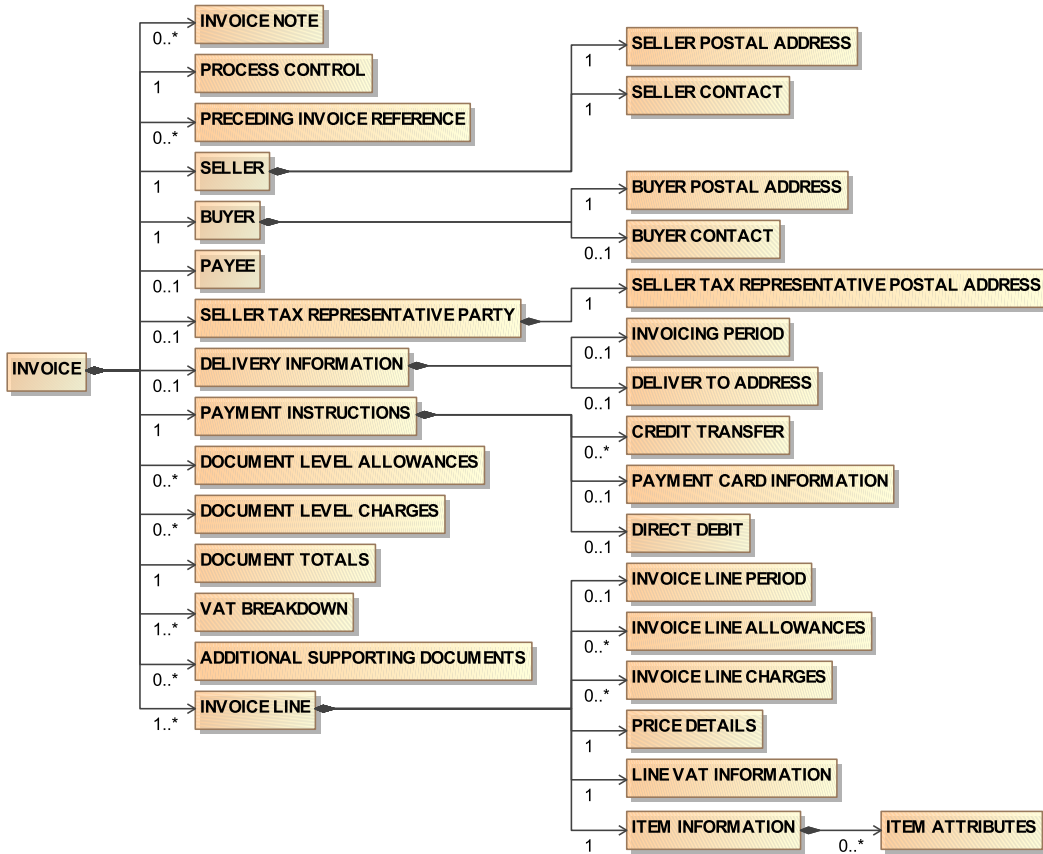 INVOICE
INVOICE NOTE
0..*
PROCESS CONTROL
1
PRECEDING INVOICE REFERENCE
0..*
SELLER
1
BUYER
1
PAYEE
0..1
SELLER TAX REPRESENTATIVE PARTY
0..1
DELIVERY INFORMATION
0..1
PAYMENT INSTRUCTIONS
1
DOCUMENT LEVEL ALLOWANCES
0..*
DOCUMENT LEVEL CHARGES
0..*
DOCUMENT TOTALS
1
VAT BREAKDOWN
1..*
ADDITIONAL SUPPORTING DOCUMENTS
0..*
INVOICE LINE
1..*
SELLER POSTAL ADDRESS
1
SELLER CONTACT
1
BUYER POSTAL ADDRESS
1
BUYER CONTACT
0..1
SELLER TAX REPRESENTATIVE POSTAL ADDRESS
1
INVOICING PERIOD
0..1
DELIVER TO ADDRESS
0..1
CREDIT TRANSFER
0..*
PAYMENT CARD INFORMATION
0..1
DIRECT DEBIT
0..1
INVOICE LINE PERIOD
0..1
INVOICE LINE ALLOWANCES
0..*
INVOICE LINE CHARGES
0..*
PRICE DETAILS
1
LINE VAT INFORMATION
1
ITEM INFORMATION
1
ITEM ATTRIBUTES
0..*